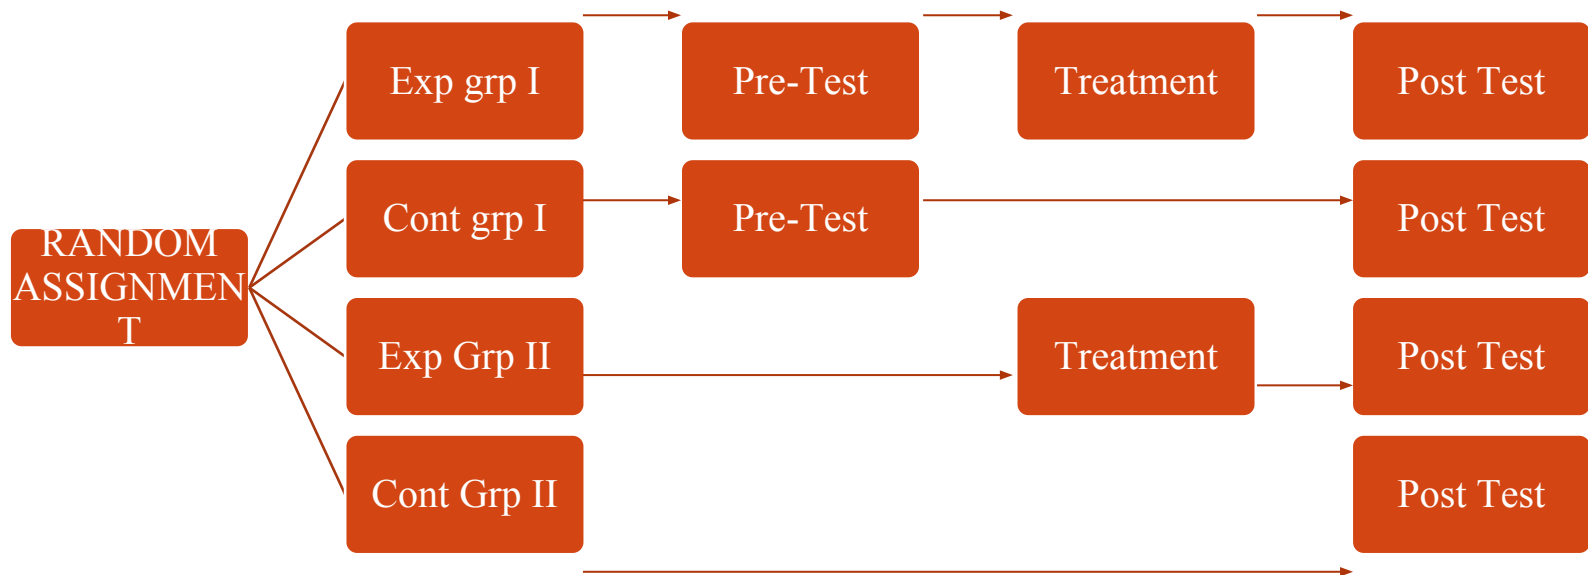 Exp grp I
Pre-Test
Treatment
Post Test
Cont grp I
Pre-Test
Post Test
RANDOM
ASSIGNMEN
T
Exp Grp II
Treatment
Post Test
Cont Grp II
Post Test